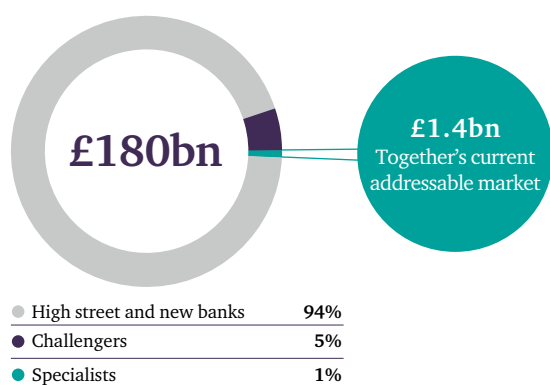 £180bn
£1.4bn
Together’s current
addressable market
High street and new banks 94%
Challengers 5%
Specialists 1%